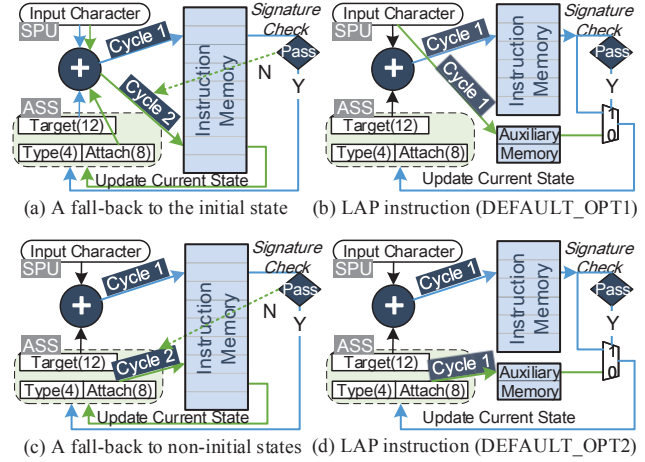 Input Character
SPU
+
Cycle 1
Cycle 2
Instruction Memory
Signature
Check
Pass
N
Y
ASS
Target(12)
Type(4) Attach(8)
Update Current State
(a) A fall-back to the initial state
Input Character
SPU
+
Cycle 1
Cycle 1
Instruction
Memory
Signature
Check
Pass
Y
1
0
ASS
Target(12)
Type(4) Attach(8)
Auxiliary
Memory
Update Current State
(b) LAP instruction (DEFAULT_OPT1)
Input Character
SPU
+
Cycle 1
Instruction Memory
Signature
Check
Pass
N
Y
ASS
Target(12)
Cycle 2
Type(4) Attach(8)
Update Current State
(c) A fall-back to non-initial states
Input Character
SPU
+
Cycle 1
Instruction
Memory
Signature
Check
Pass
Y
1
0
ASS
Target(12)
Cycle 1
Type(4) Attach(8)
Auxiliary
Memory
Update Current State
(d) LAP instruction (DEFAULT_OPT2)